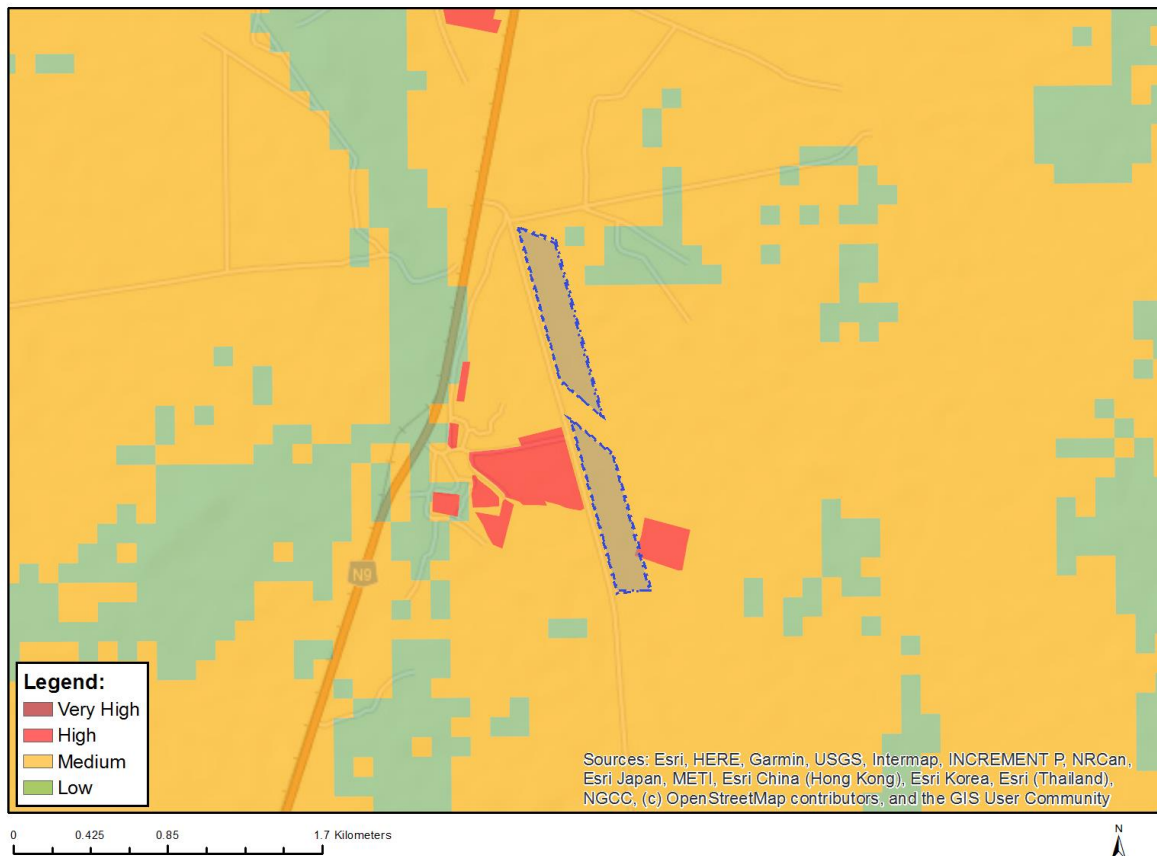 N9
Legend:
Very High
High
Medium
Low
Sources: Esri, HERE, Garmin, USGS, Intermap, INCREMENT P, NRCan,
Esri Japan, METI, Esri China (Hong Kong), Esri Korea, Esri (Thailand),
NGCC, (c) OpenStreetMap contributors, and the GIS User Community
0 0.425 0.85 1.7 Kilometers
N